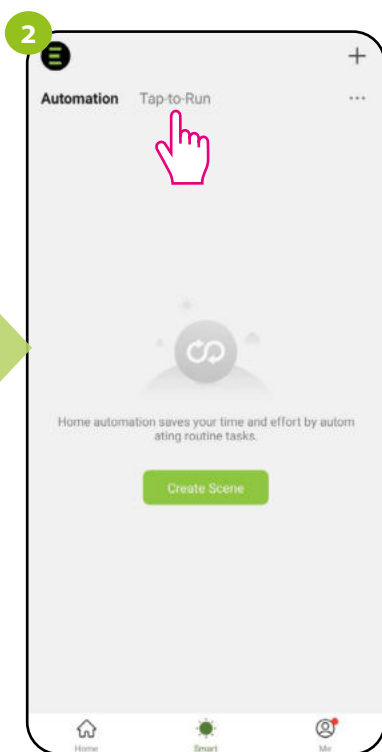 2
Automation Tap-to-Run
Home automation saves your time and effort by autom
ating routine tasks.
Create Scene
Home Smart Me